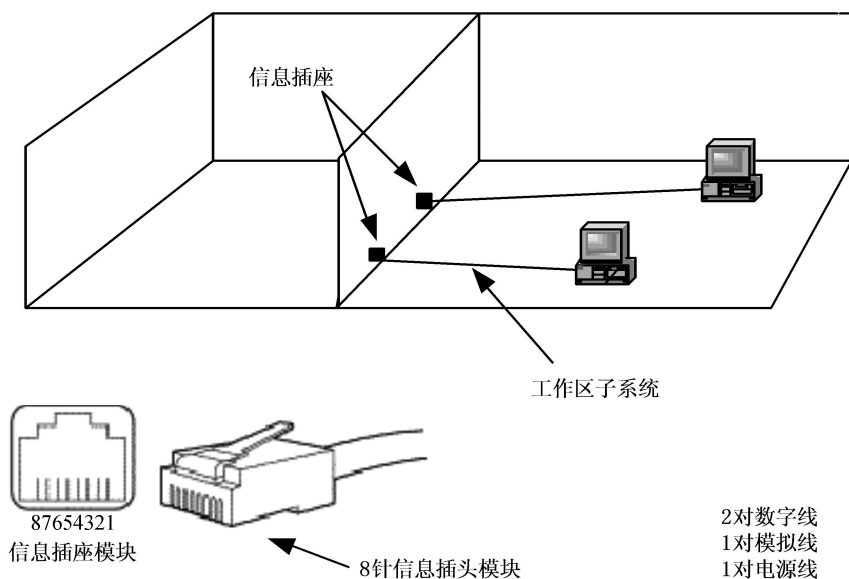 信息插座
工作区子系统
87654321
信息插座模块
8针信息插头模块
2对数字线
1对模拟线
1对电源线